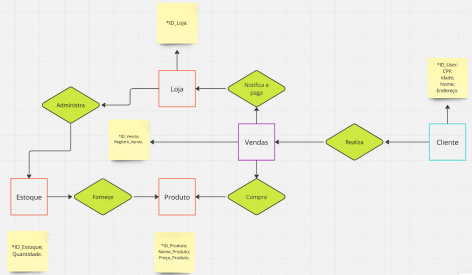 *ID_Loja.
Administra
Loja
Notifica e
paga
*ID_User;
CPF;
Idade;
Nome;
Endereço.
*ID_Venda;
Registro_Venda.
Vendas
Realiza
Cliente
Estoque
Forneçe
Produto
Compra
*ID_Estoque;
Quantidade.
*ID_Produto;
Nome_Produto;
Preço_Produto.